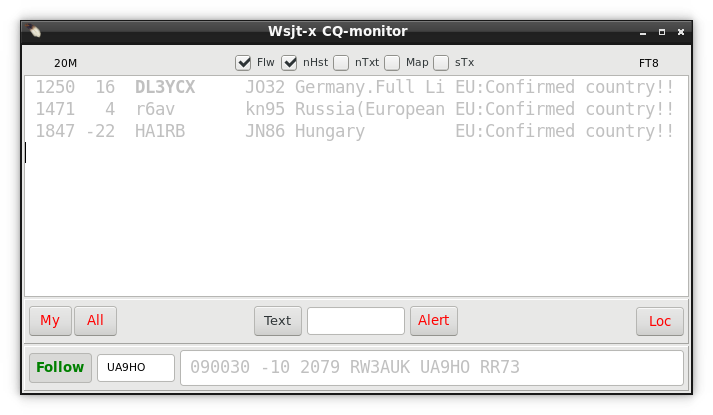 Wsjt-x CQ-monitor
20M Flw nHst nTxt Map sTx FT8
1250 16 DL3YCX JO32 Germany.Full Li EU:Confirmed country!!
1471 4 r6av kn95 Russia(European EU:Confirmed country!!
1847 -22 HA1RB JN86 Hungary EU:Confirmed country!!
My All Text Alert Loc
Follow UA9HO 090030 -10 2079 RW3AUK UA9HO RR73